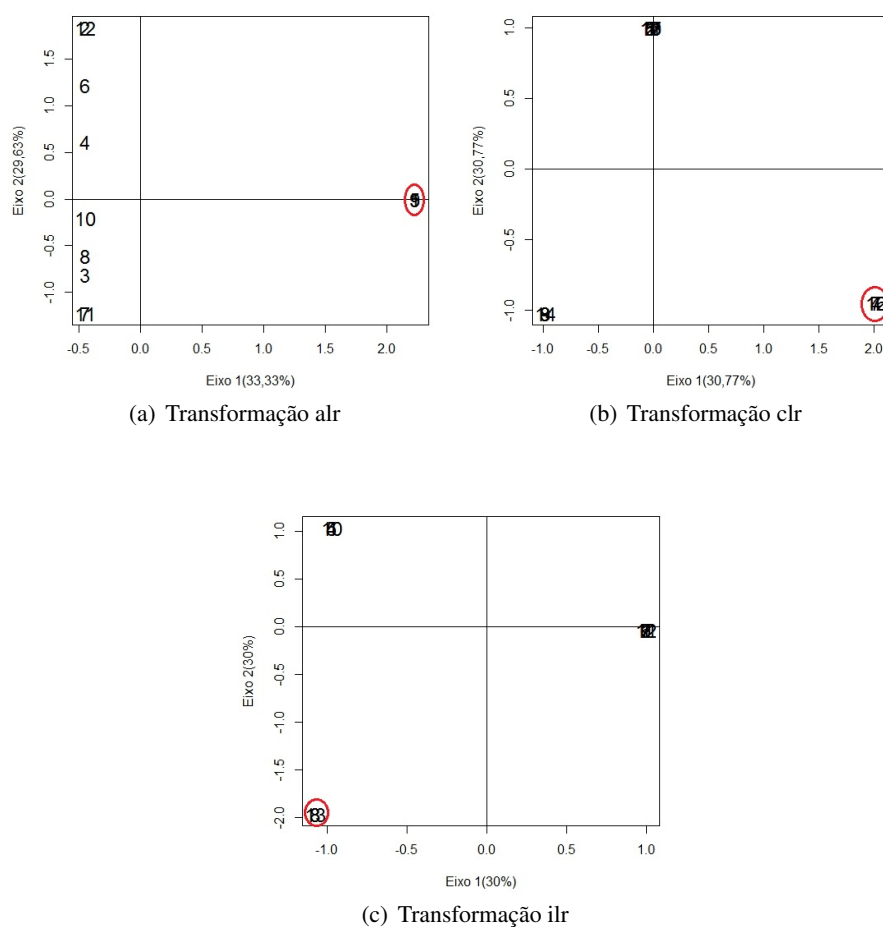 12
6
4
10
8
3
Eixo 2(29,63%)
-1.0 -0.5 0.0 0.5 1.0 1.5
-0.5 0.0 0.5 1.0 1.5 2.0
Eixo 1(33,33%)
(a) Transformação alr
Eixo 2(30,77%)
-1.0 -0.5 0.0 0.5 1.0
-1.0 -0.5 0.0 0.5 1.0 1.5 2.0
Eixo 1(30,77%)
(b) Transformação clr
Eixo 2(30%)
-2.0 -1.5 -1.0 -0.5 0.0 0.5 1.0
-1.0 -0.5 0.0 0.5 1.0
Eixo 1(30%)
(c) Transformação ilr